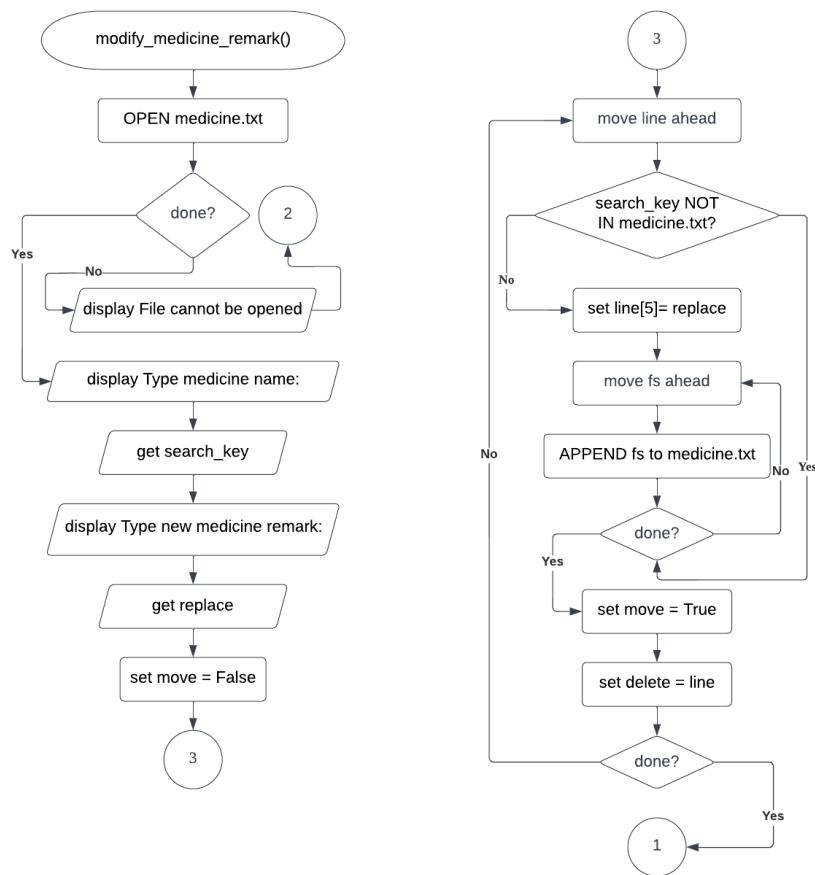 modify_medicine_remark()
OPEN medicine.txt
done?
2
Yes
No
display File cannot be opened
display Type medicine name:
get search_key
display Type new medicine remark:
get replace
set move = False
3
3
move line ahead
search_key NOT
IN medicine.txt?
No
set line[5]= replace
move fs ahead
APPEND fs to medicine.txt
No
No
Yes
done?
Yes
set move = True
set delete = line
done?
Yes
1